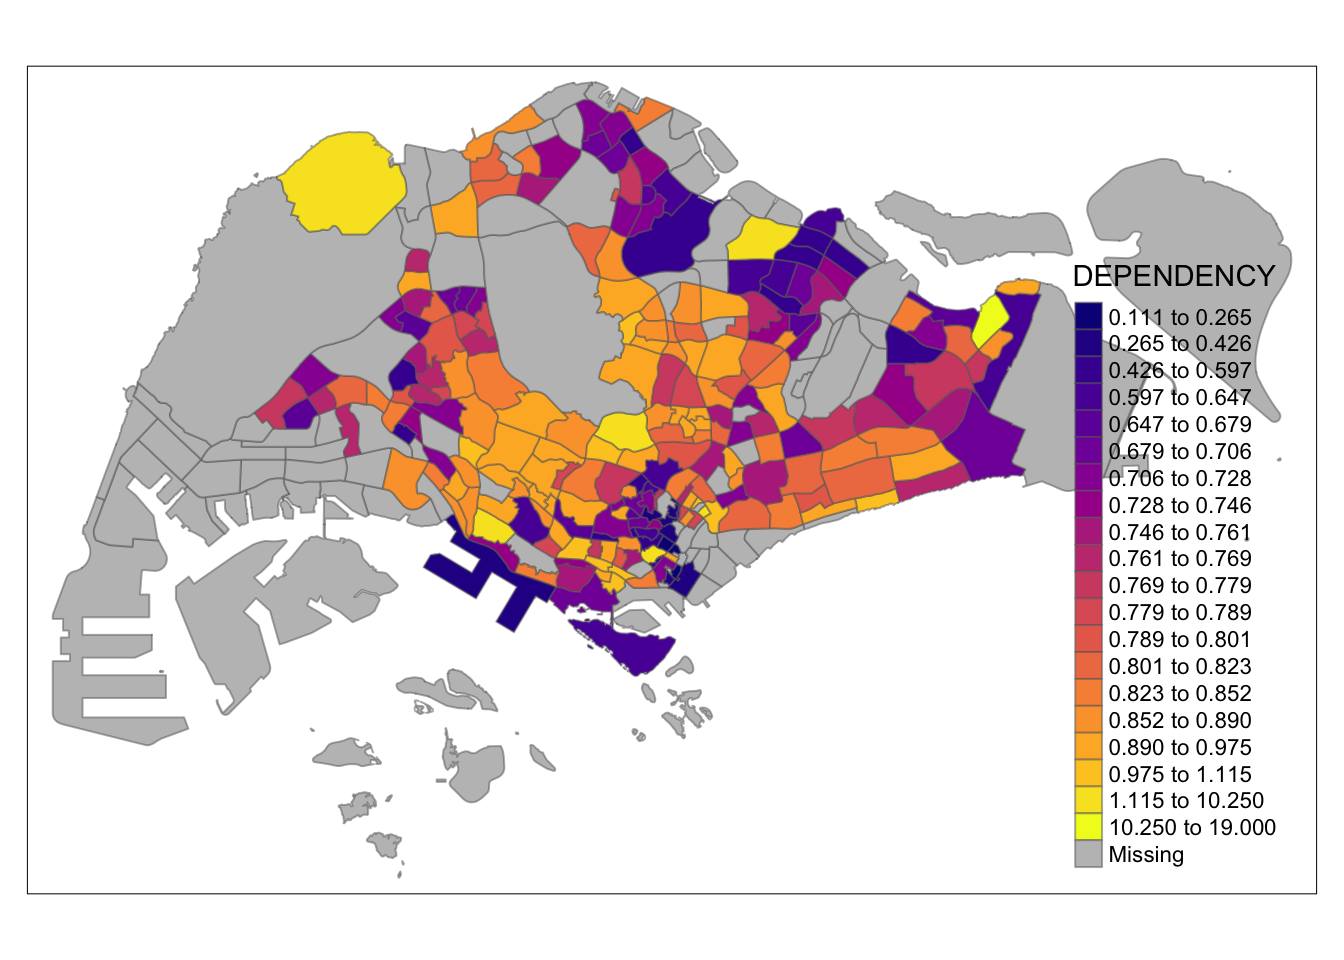 DEPENDENCY
0.111 to 0.265
0.265 to 0.426
0.426 to 0.597
0.597 to 0.647
0.647 to 0.679
0.679 to 0.706
0.706 to 0.728
0.728 to 0.746
0.746 to 0.761
0.761 to 0.769
0.769 to 0.779
0.779 to 0.789
0.789 to 0.801
0.801 to 0.823
0.823 to 0.852
0.852 to 0.890
0.890 to 0.975
0.975 to 1.115
1.115 to 10.250
10.250 to 19.000
Missing